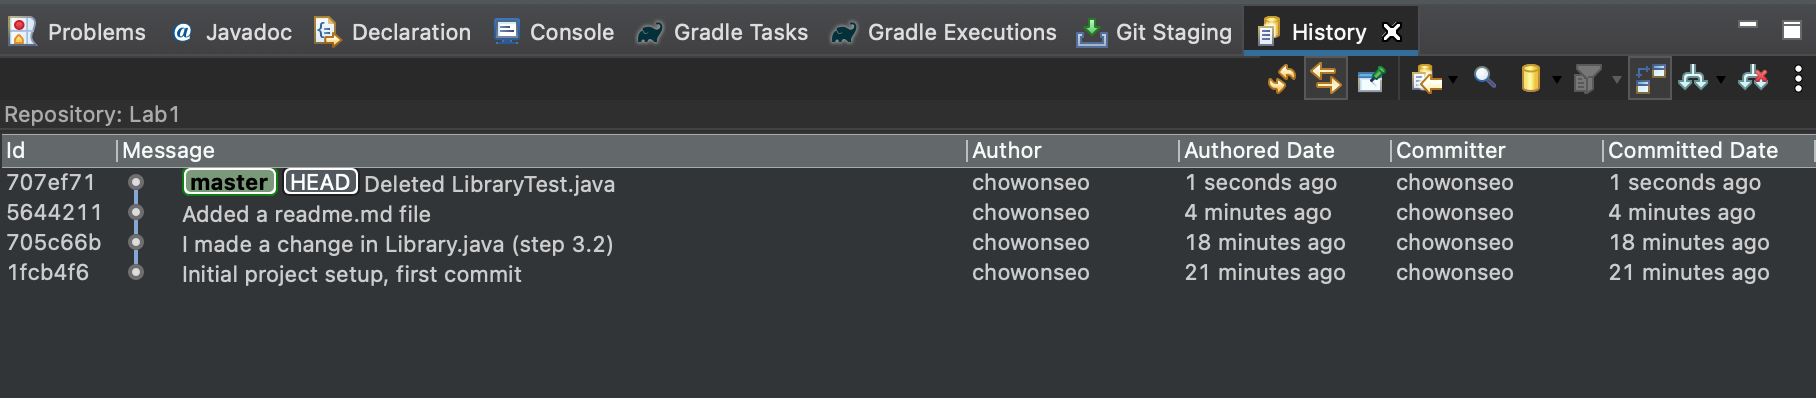 Problems @ Javadoc Declaration Console Gradle Tasks Gradle Executions Git Staging History
Repository: Lab1
Id Message Author Authored Date Committer Committed Date
707ef71 master HEAD Deleted LibraryTest.java chowonseo 1 seconds ago chowonseo 1 seconds ago
5644211 Added a readme.md file chowonseo 4 minutes ago chowonseo 4 minutes ago
705c66b I made a change in Library.java (step 3.2) chowonseo 18 minutes ago chowonseo 18 minutes ago
1fcb4f6 Initial project setup, first commit chowonseo 21 minutes ago chowonseo 21 minutes ago